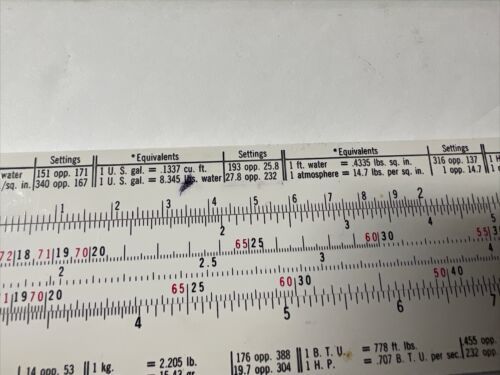 Settings *Equivalents Settings *Equivalents Settings
water 151 opp. 171 1 U. S. gal. = .1337 cu. ft. 193 opp. 25.8 1 ft. water = .4335 lbs. sq. in. 316 opp. 137 1 H
/sq. in. 340 opp. 167 1 U. S. gal. = 8.345 lbs. water 27.8 opp. 232 1 atmosphere = 14.7 lbs. per sq. in. 1 opp. 14.7 1
1 2 3 4 5 6 7 8 9 2
72 18 71 19 70 20 2 65 25 3 60 30 55
2 2.5 3
1 19 70 20 65 25 60 30 50 40
4 5 6 7
14 opp. 53 1 kg. = 2.205 lb. 176 opp. 388 1 B. T. U. = 778 ft. lbs. 455 opp.
= 15.43 gr. 19.7 opp. 304 1 H. P. = .707 B. T. U. per sec. 232 opp.